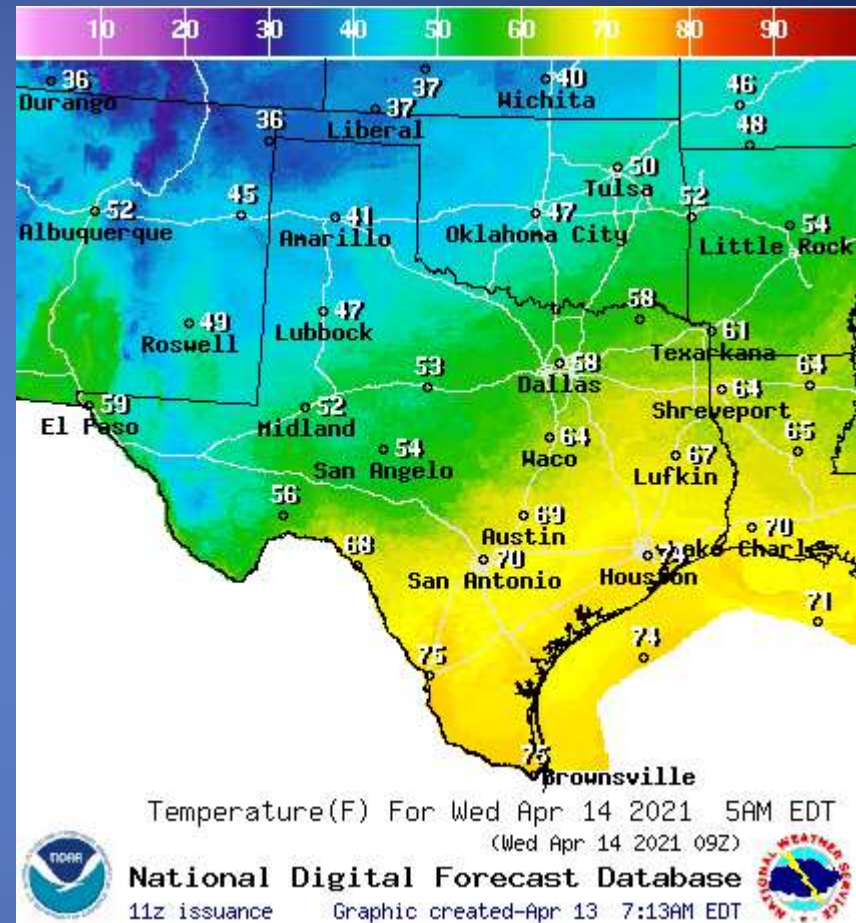 10 20 30 40 50 60 70 80 90
36
Durango
37
37
Liberal
40
Wichita
46
36
48
50
Tulsa
52
Albuquerque
45
41
Amarillo
47
Oklahoma City
52
54
Little Rock
49
Roswell
47
Lubbock
58
61
Texarkana
53
58
Dallas
64
Shreveport
64
59
El Paso
52
Midland
54
San Angelo
64
Waco
67
Lufkin
65
56
69
Austin
68
70
San Antonio
Houston
70
71
75
74
75
Brownsville
Temperature(F) For Wed Apr 14 2021 5AM EDT
(Wed Apr 14 2021 09Z)
NOAA
National Digital Forecast Database
11z issuance Graphic created-Apr 13 7:13AM EDT
NATIONAL WEATHER SERVICE